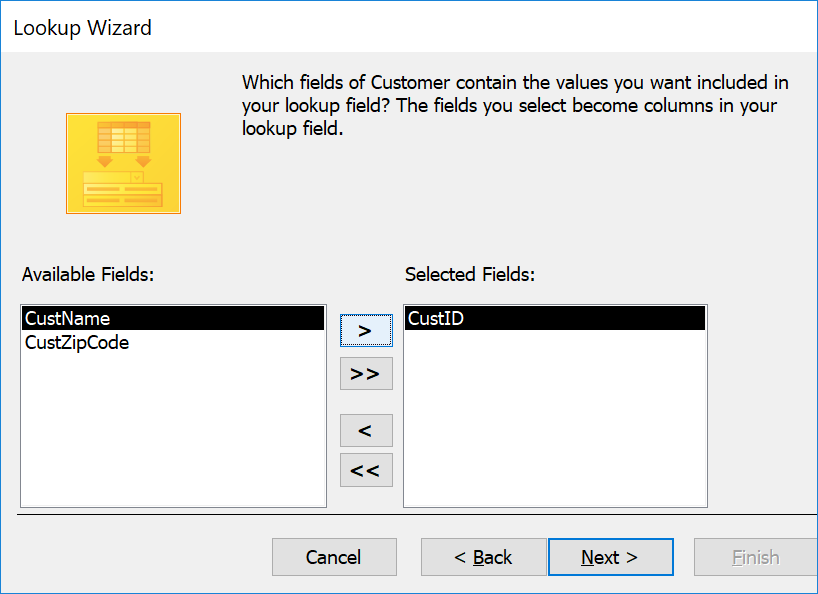 Lookup Wizard
Which fields of Customer contain the values you want included in
your lookup field? The fields you select become columns in your
lookup field.
Available Fields:
Selected Fields:
CustName
CustZipCode
>
>>
<
<<
CustID
Cancel
< Back
Next >
Finish